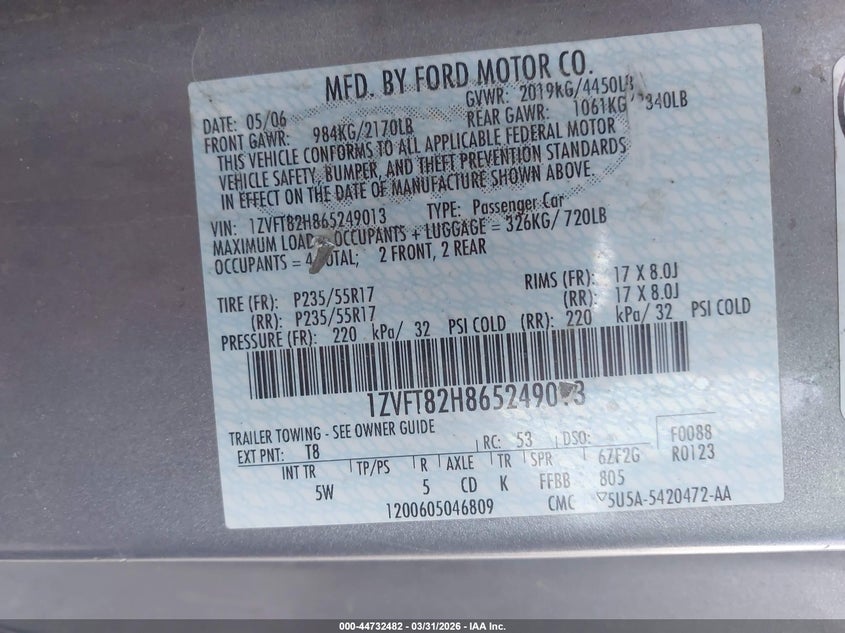 MFD. BY FORD MOTOR CO.
DATE: 05/06 GVWR: 2019KG/4450LB
FRONT GAWR: 984KG/2170LB REAR GAWR: 1061KG 340LB
THIS VEHICLE CONFORMS TO ALL APPLICABLE FEDERAL MOTOR
VEHICLE SAFETY, BUMPER, AND THEFT PREVENTION STANDARDS
IN EFFECT ON THE DATE OF MANUFACTURE SHOWN ABOVE.
VIN: 1ZVFT82H865249013 TYPE: Passenger Car
MAXIMUM LOAD = OCCUPANTS + LUGGAGE = 326KG/ 720LB
OCCUPANTS = 4 TOTAL; 2 FRONT, 2 REAR
TIRE (FR): P235/55R17 RIMS (FR): 17 X 8.0J
(RR): P235/55R17 (RR): 17 X 8.0J
PRESSURE (FR): 220 kPa/ 32 PSI COLD (RR): 220 kPa/ 32 PSI COLD
1ZVFT82H865249013
TRAILER TOWING - SEE OWNER GUIDE
EXT PNT: T8 RC: 53 DSO: F0088
INT TR TP/PS R AXLE TR SPR 6ZF2G R0123
5W 5 CD K FFBB 805
1200605046809 CMC 5U5A-5420472-AA
000-44732482 - 03/31/2026 - IAA Inc.